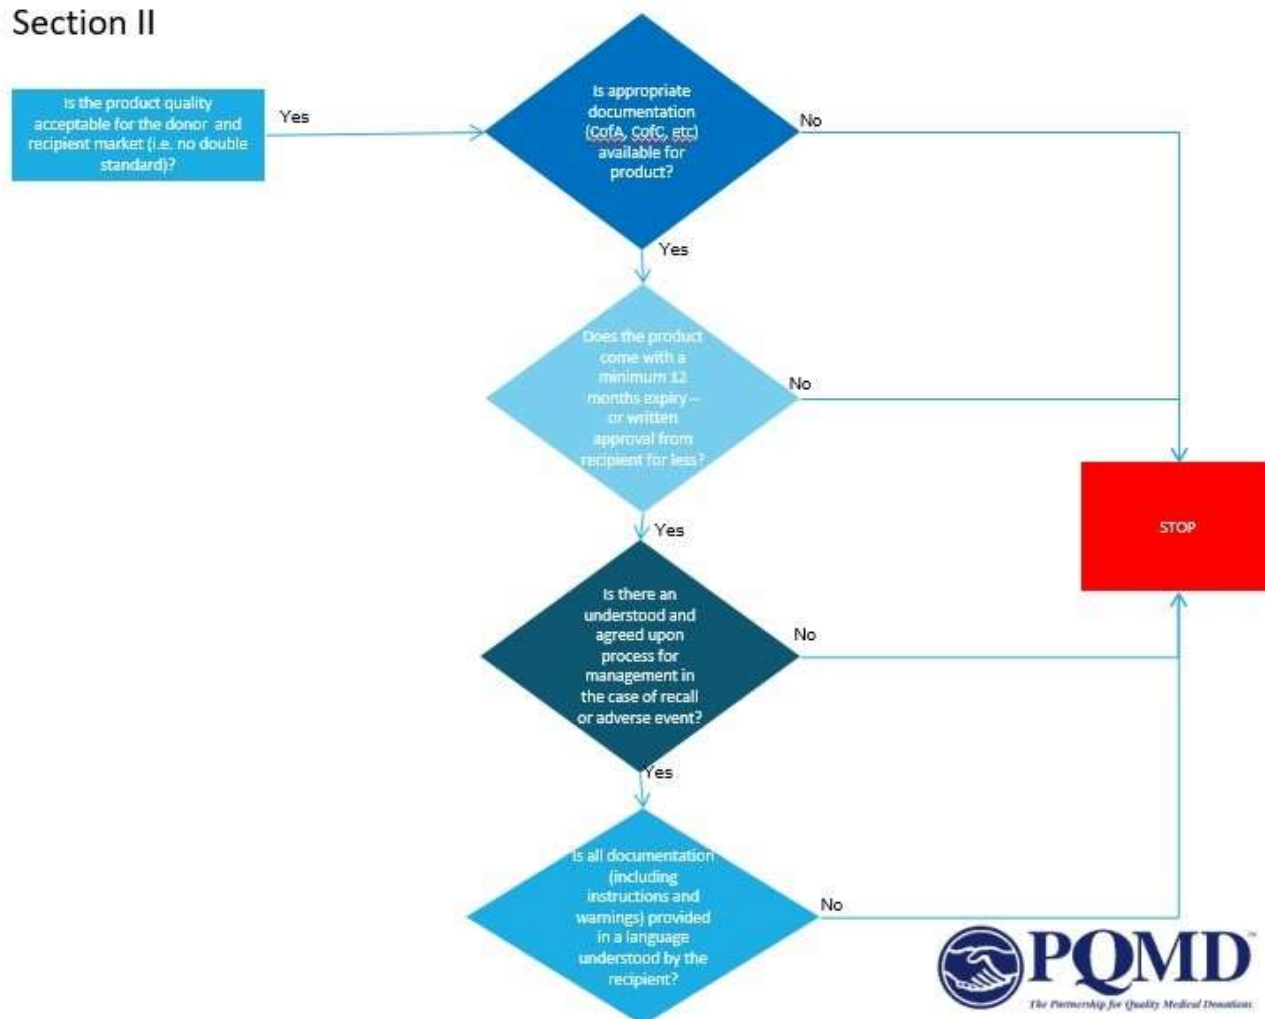 Section II
Is the product quality
acceptable for the donor and
recipient market (i.e. no double
standard)?
Yes
Is appropriate
documentation
(CofA, CofC, etc)
available for
product?
No
Yes
Does the product
come with a
minimum 12
months expiry –
or written
approval from
recipient for less?
No
Yes
STOP
Is there an
understood and
agreed upon
process for
management in
the case of recall
or adverse event?
No
Yes
Is all documentation
(including
instructions and
warnings) provided
in a language
understood by the
recipient?
No
PQMD™
The Partnership for Quality Medical Donations